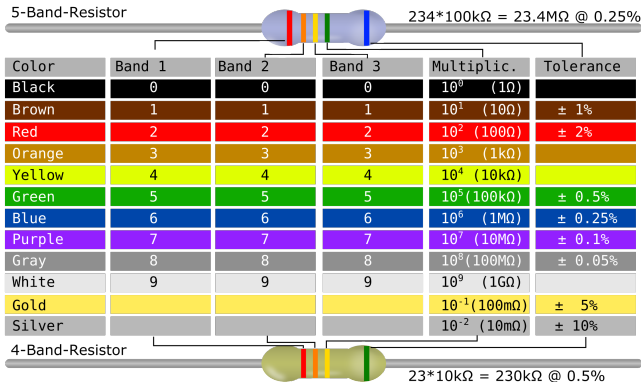 5-Band-Resistor 234*100kΩ = 23.4MΩ @ 0.25%
Color Band 1 Band 2 Band 3 Multiplic. Tolerance
Black 0 0 0 10⁰ (1Ω)
Brown 1 1 1 10¹ (10Ω) ± 1%
Red 2 2 2 10² (100Ω) ± 2%
Orange 3 3 3 10³ (1kΩ)
Yellow 4 4 4 10⁴ (10kΩ)
Green 5 5 5 10⁵(100kΩ) ± 0.5%
Blue 6 6 6 10⁶ (1MΩ) ± 0.25%
Purple 7 7 7 10⁷ (10MΩ) ± 0.1%
Gray 8 8 8 10⁸(100MΩ) ± 0.05%
White 9 9 9 10⁹ (1GΩ)
Gold 10⁻¹(100mΩ) ± 5%
Silver 10⁻² (10mΩ) ± 10%
4-Band-Resistor 23*10kΩ = 230kΩ @ 0.5%